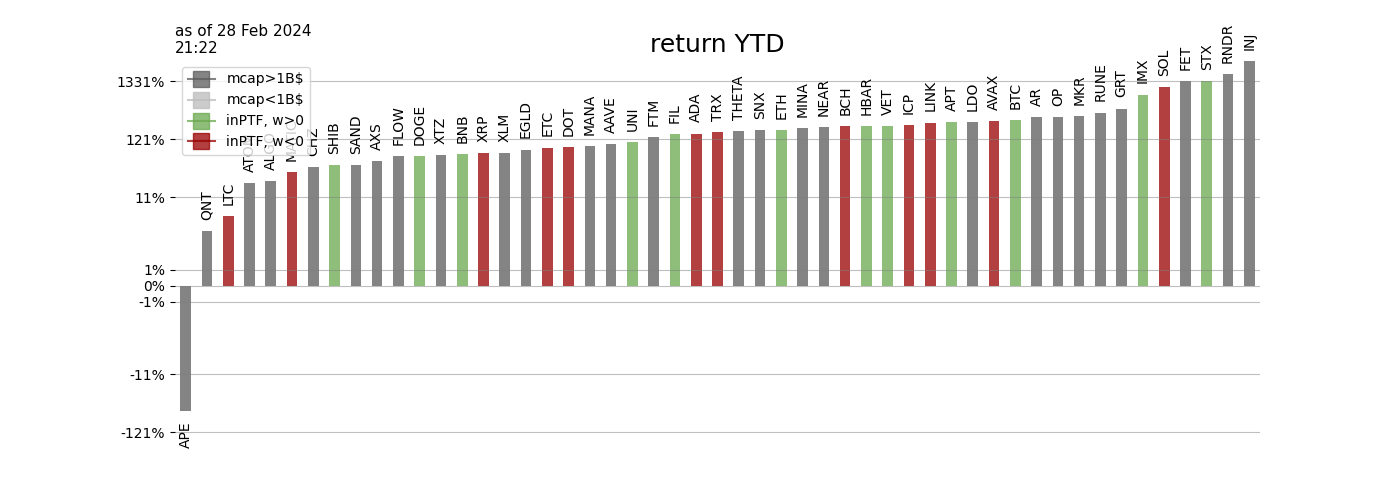 as of 28 Feb 2024
21:22
return YTD
mcap>1B$
mcap<1B$
inPTF, w>0
inPTF, w<0
1331%
121%
11%
1%
0%
-1%
-11%
-121%
APE
QNT
LTC
CHZ
SHIB
SAND
AXS
FLOW
DOGE
XTZ
BNB
XRP
XLM
EGLD
ETC
DOT
MANA
AAVE
UNI
FTM
FIL
ADA
TRX
THETA
SNX
ETH
MINA
NEAR
BCH
HBAR
VET
ICP
LINK
APT
LDO
AVAX
BTC
AR
OP
MKR
RUNE
GRT
IMX
SOL
FET
STX
RNDR
INJ